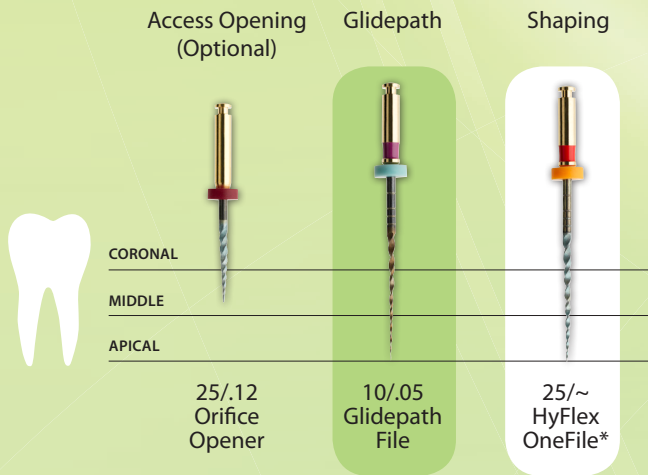 Access Opening
(Optional)
Glidepath
Shaping
CORONAL
MIDDLE
APICAL
25/.12
Orifice
Opener
10/.05
Glidepath
File
25/~
HyFlex
OneFile*